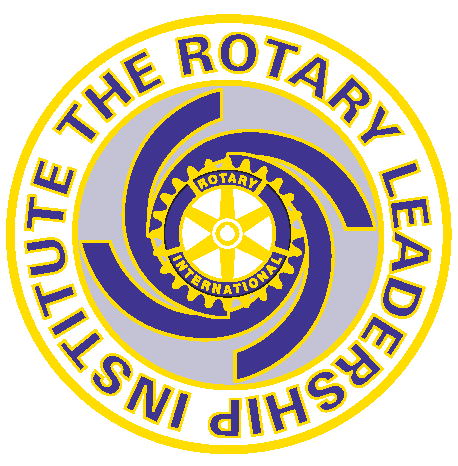 THE ROTARY LEADERSHIP INSTITUTE
ROTARY
INTERNATIONAL